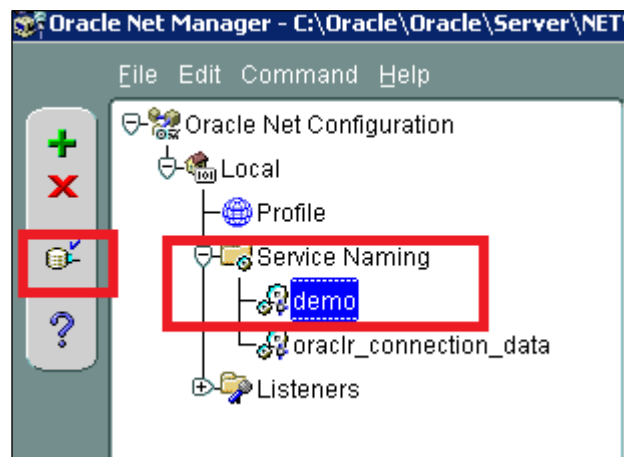 Oracle Net Manager - C:\Oracle\Oracle\Server\NET
File Edit Command Help
Oracle Net Configuration
Local
Profile
Service Naming
demo
oraclr_connection_data
Listeners